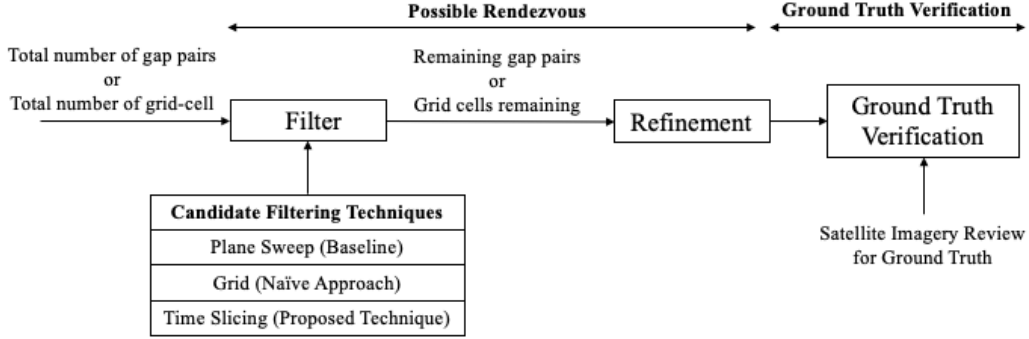 Possible Rendezvous
Ground Truth Verification
Total number of gap pairs
or
Total number of grid-cell
Remaining gap pairs
or
Grid cells remaining
Filter
Refinement
Ground Truth
Verification
Candidate Filtering Techniques
Plane Sweep (Baseline)
Grid (Naïve Approach)
Time Slicing (Proposed Technique)
Satellite Imagery Review
for Ground Truth